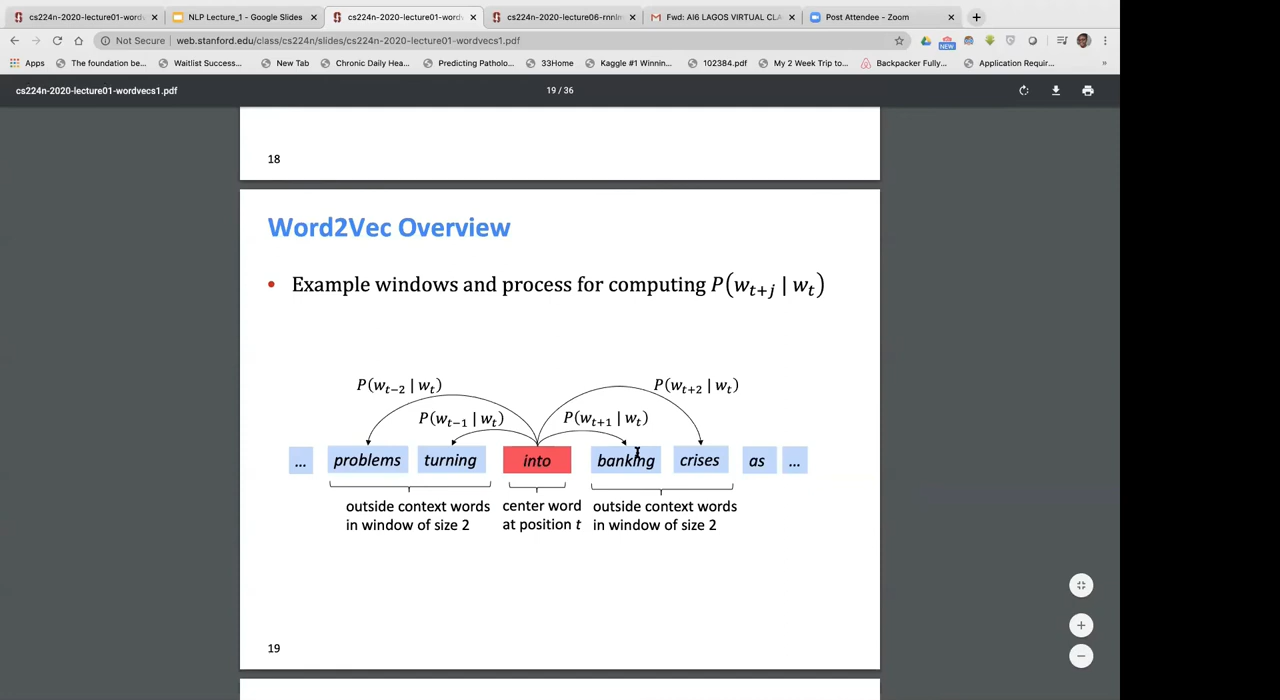 cs224n-2020-lecture01-word
NLP Lecture_1 - Google Slides
cs224n-2020-lecture01-word
cs224n-2020-lecture06-rnnlm
Fwd: AI6 LAGOS VIRTUAL CLA
Post Attendee - Zoom
Not Secure | web.stanford.edu/class/cs224n/slides/cs224n-2020-lecture01-wordvecs1.pdf
NEW
Apps
The foundation be...
Waitlist Success...
New Tab
Chronic Daily Hea...
Predicting Patholo...
33Home
Kaggle #1 Winnin...
102384.pdf
My 2 Week Trip to...
Backpacker Fully...
Application Requir...
»
cs224n-2020-lecture01-wordvecs1.pdf
19 / 36
18
Word2Vec Overview
• Example windows and process for computing P(w_{t+j} | w_t)
P(w_{t−2} | w_t)
P(w_{t+2} | w_t)
P(w_{t−1} | w_t)
P(w_{t+1} | w_t)
... problems turning into banking crises as ...
outside context words
in window of size 2
center word
at position t
outside context words
in window of size 2
19